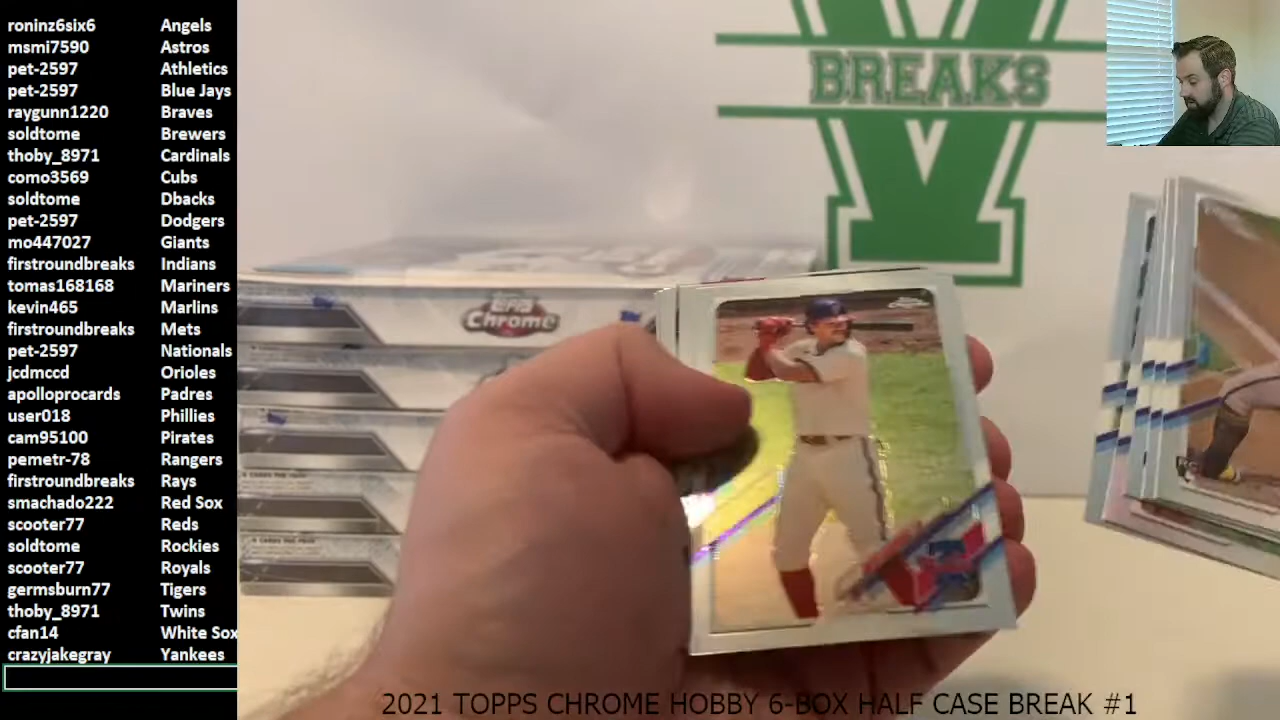 roninz6six6 Angels
msmi7590 Astros
pet-2597 Athletics
pet-2597 Blue Jays
raygunn1220 Braves
soldtome Brewers
thoby_8971 Cardinals
como3569 Cubs
soldtome Dbacks
pet-2597 Dodgers
mo447027 Giants
firstroundbreaks Indians
tomas168168 Mariners
kevin465 Marlins
firstroundbreaks Mets
pet-2597 Nationals
jcdmccd Orioles
apolloprocards Padres
user018 Phillies
cam95100 Pirates
pemetr-78 Rangers
firstroundbreaks Rays
smachado222 Red Sox
scooter77 Reds
soldtome Rockies
scooter77 Royals
germsburn77 Tigers
thoby_8971 Twins
cfan14 White Sox
crazyjakegray Yankees
BREAKS
Topps
Chrome
2021 TOPPS CHROME HOBBY 6-BOX HALF CASE BREAK #1